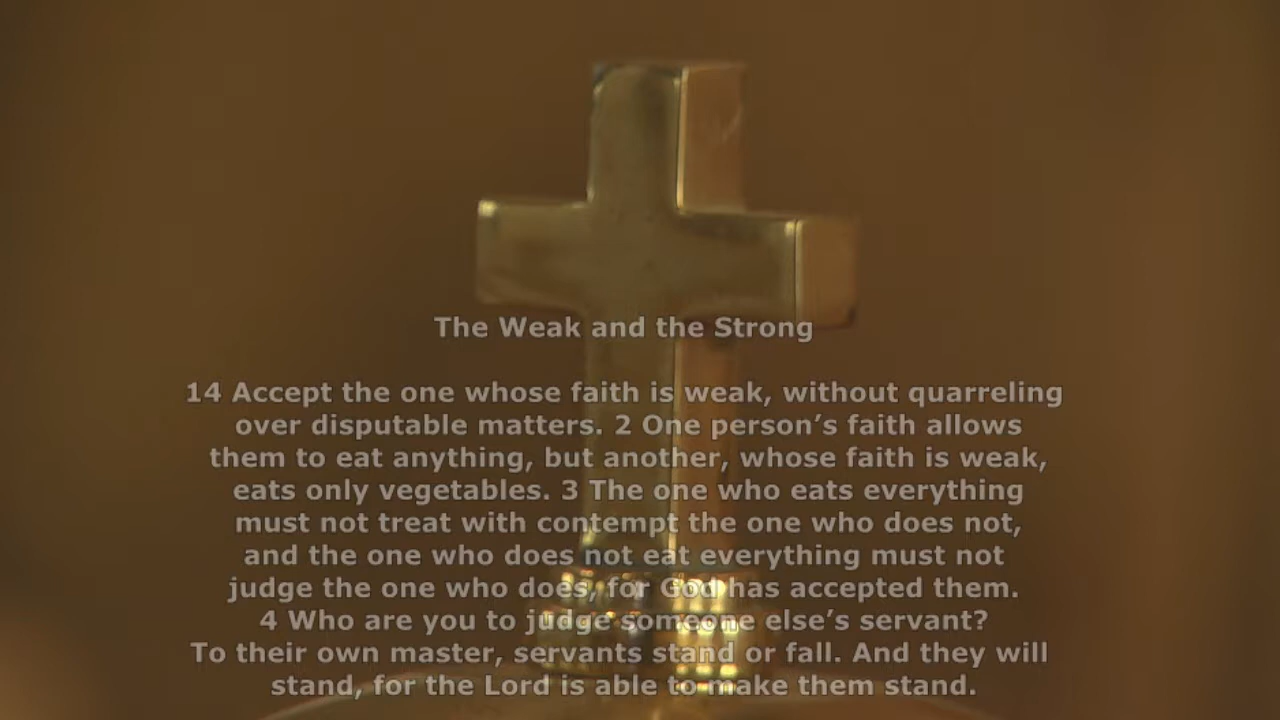 The Weak and the Strong
14 Accept the one whose faith is weak, without quarreling
over disputable matters. 2 One person’s faith allows
them to eat anything, but another, whose faith is weak,
eats only vegetables. 3 The one who eats everything
must not treat with contempt the one who does not,
and the one who does not eat everything must not
judge the one who does, for God has accepted them.
4 Who are you to judge someone else’s servant?
To their own master, servants stand or fall. And they will
stand, for the Lord is able to make them stand.